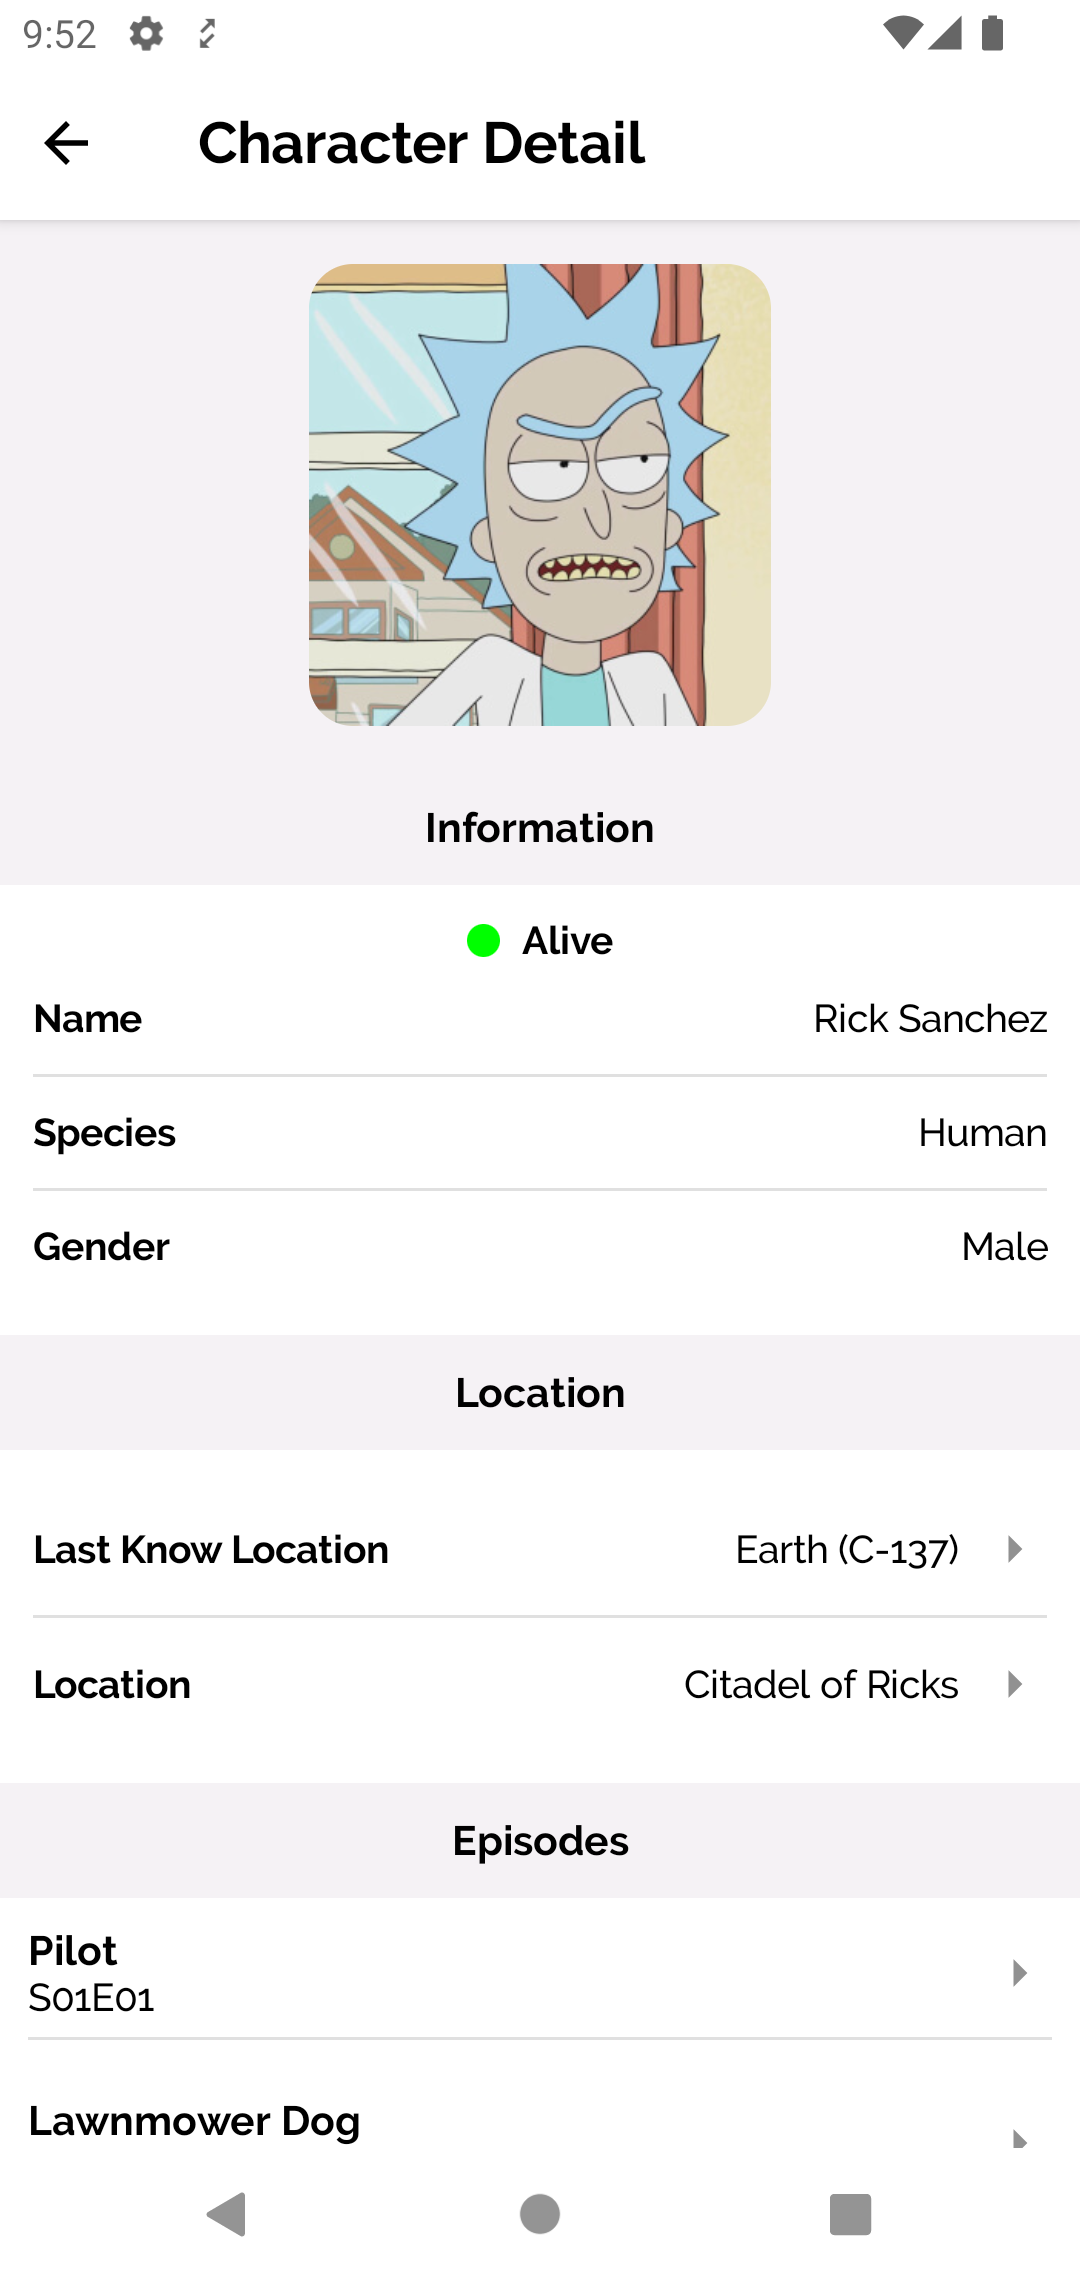 9:52
Character Detail
Information
Alive
Name Rick Sanchez
Species Human
Gender Male
Location
Last Know Location Earth (C-137)
Location Citadel of Ricks
Episodes
Pilot
S01E01
Lawnmower Dog